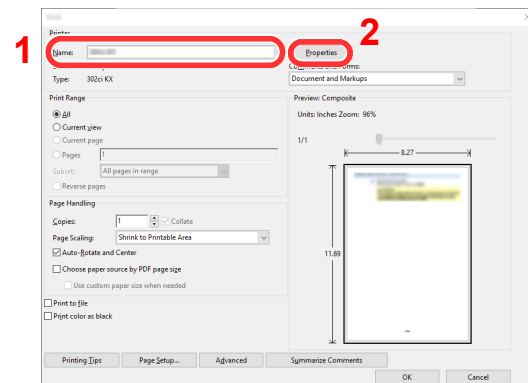 1
2
Printer
Name:
Properties
Comments and Forms:
Type: 302ci KX
Document and Markups
Print Range
Preview: Composite
All
Units: Inches Zoom: 96%
Current view
Current page
1/1
Pages
1
8.27
Subset:
All pages in range
Reverse pages
Page Handling
Copies:
1
Collate
Page Scaling:
Shrink to Printable Area
Auto-Rotate and Center
11.69
Choose paper source by PDF page size
Use custom paper size when needed
Print to file
Print color as black
Printing Tips
Page Setup...
Advanced
Summarize Comments
OK
Cancel